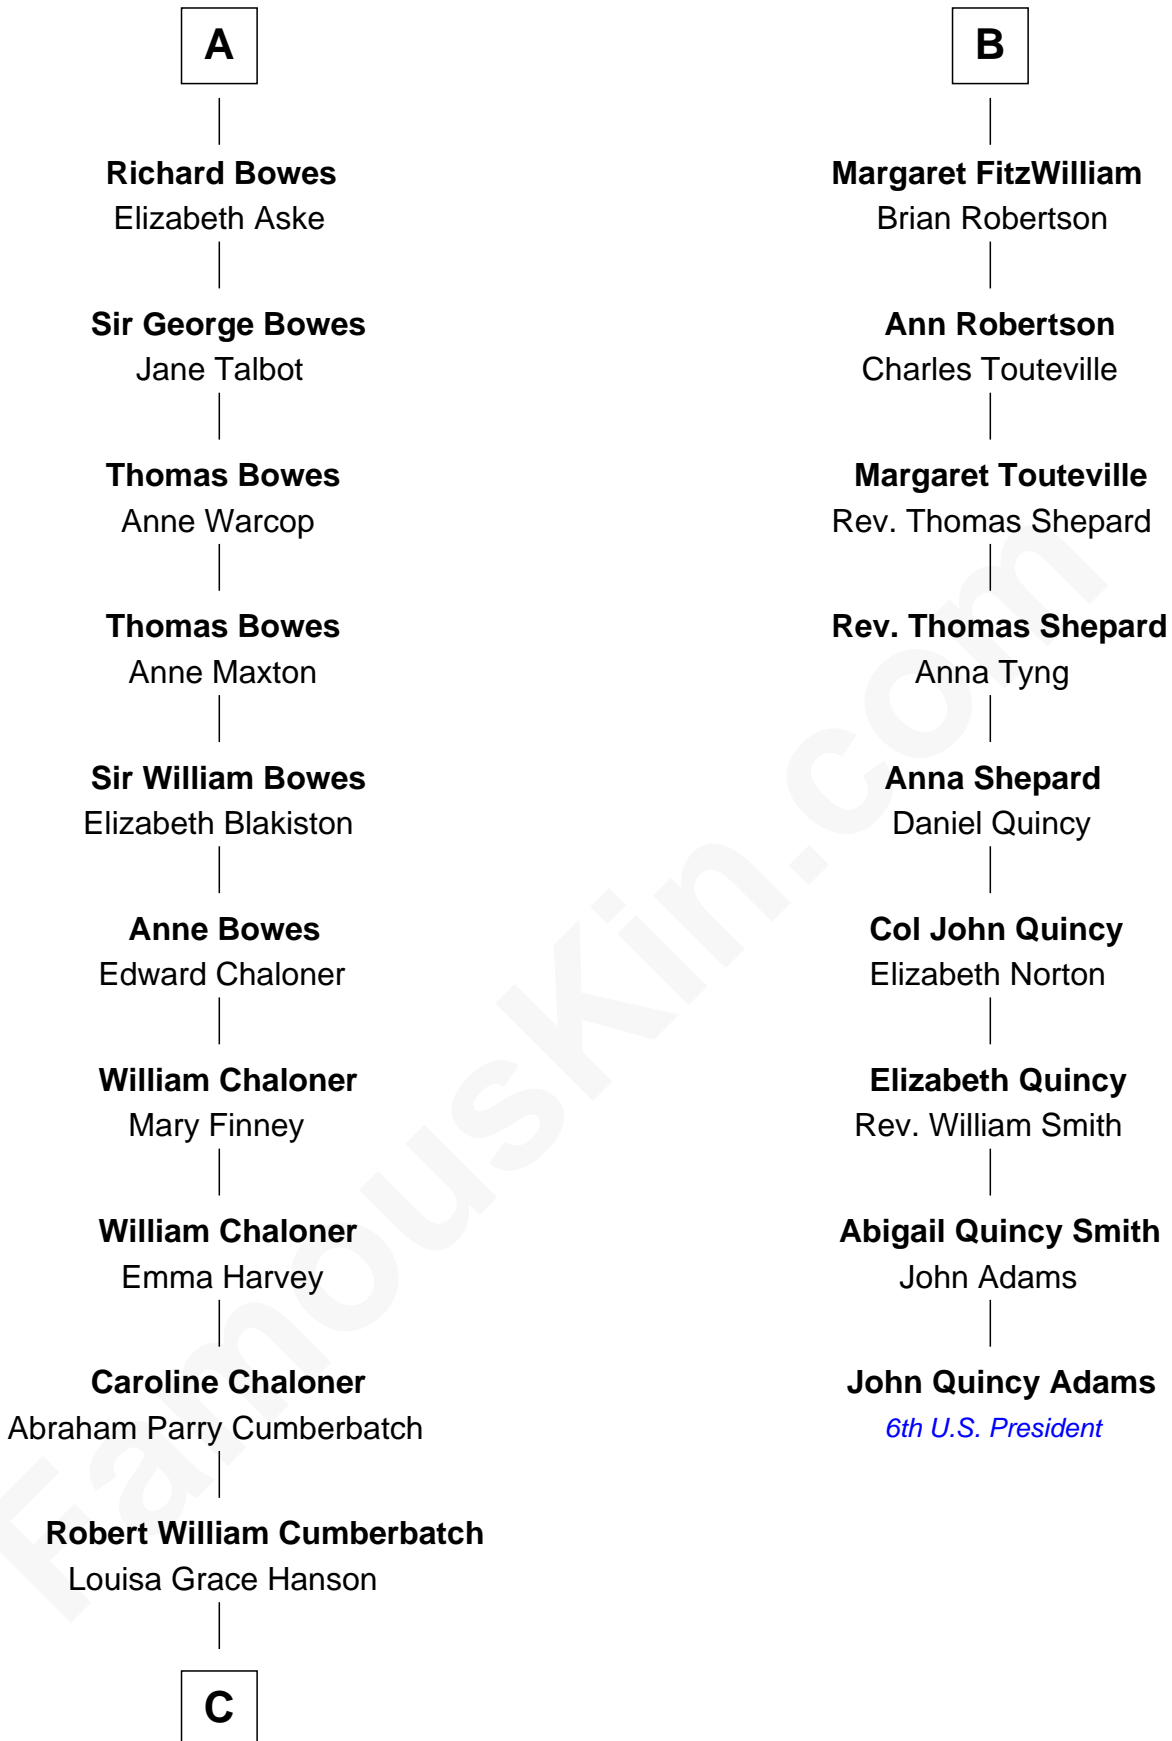 A
Richard Bowes
Elizabeth Aske
Sir George Bowes
Jane Talbot
Thomas Bowes
Anne Warcop
Thomas Bowes
Anne Maxton
Sir William Bowes
Elizabeth Blakiston
Anne Bowes
Edward Chaloner
William Chaloner
Mary Finney
William Chaloner
Emma Harvey
Caroline Chaloner
Abraham Parry Cumberbatch
Robert William Cumberbatch
Louisa Grace Hanson
C
B
Margaret FitzWilliam
Brian Robertson
Ann Robertson
Charles Touteville
Margaret Touteville
Rev. Thomas Shepard
Rev. Thomas Shepard
Anna Tyng
Anna Shepard
Daniel Quincy
Col John Quincy
Elizabeth Norton
Elizabeth Quincy
Rev. William Smith
Abigail Quincy Smith
John Adams
John Quincy Adams
6th U.S. President
FamousKin.com